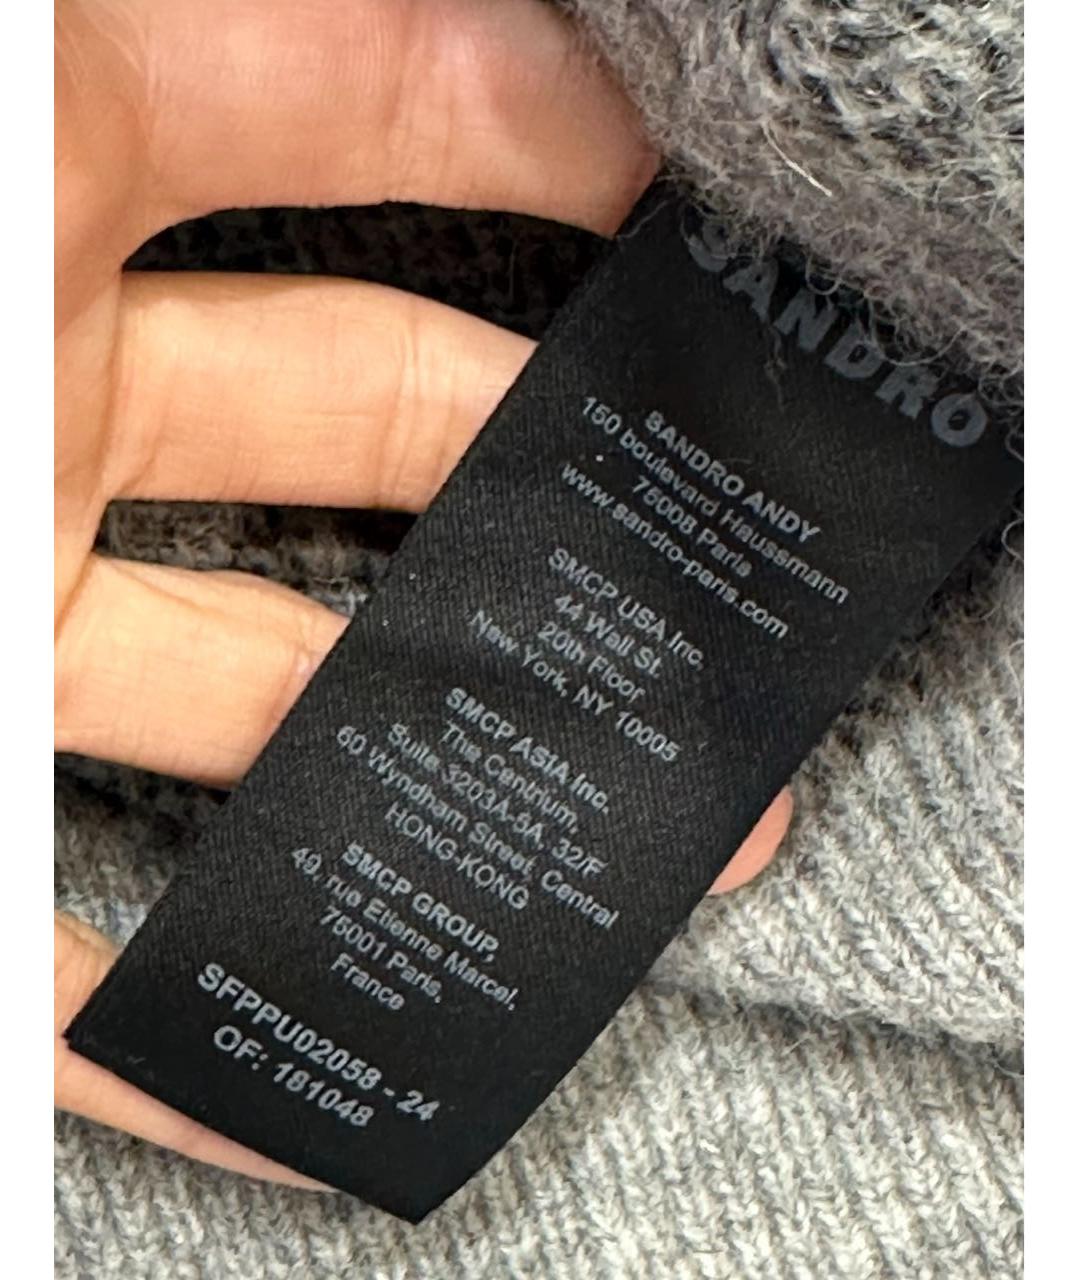 SANDRO
SANDRO ANDY
150 boulevard Haussmann
75008 Paris
www.sandro-paris.com
SMCP USA Inc,
44 Wall St.
20th Floor
New York, NY 10005
SMCP ASIA Inc,
The Centrium,
Suite 3203A-5A, 32/F
60 Wyndham Street, Central
HONG-KONG
SMCP GROUP,
49, rue Etienne Marcel,
75001 Paris,
France
SFPPU02058 - 24
OF: 181048